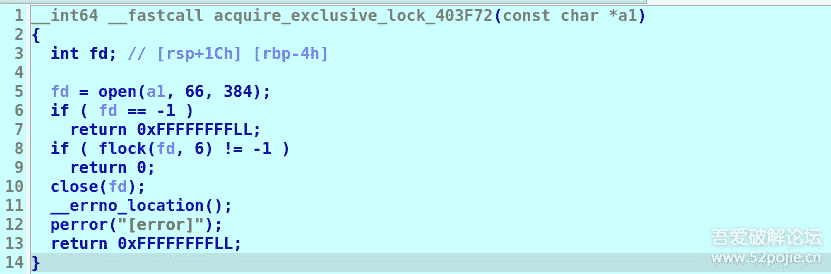 1 __int64 __fastcall acquire_exclusive_lock_403F72(const char *a1)
2 {
3   int fd; // [rsp+1Ch] [rbp-4h]
4
5   fd = open(a1, 66, 384);
6   if ( fd == -1 )
7     return 0xFFFFFFFFLL;
8   if ( flock(fd, 6) != -1 )
9     return 0;
10   close(fd);
11   __errno_location();
12   perror("[error]");
13   return 0xFFFFFFFFLL;
14 }
吾爱破解论坛
www.52pojie.cn